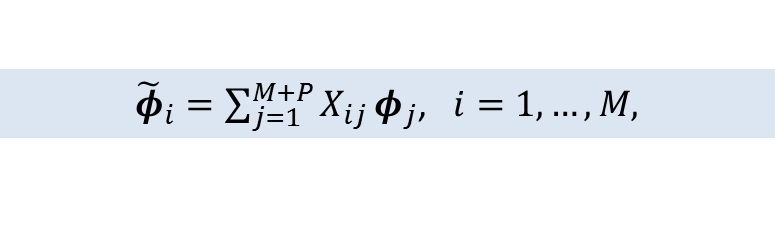 𝝓̃ᵢ = ∑ⱼ₌₁ᴹ⁺ᴾ Xᵢⱼ 𝝓ⱼ, i = 1, …, M,